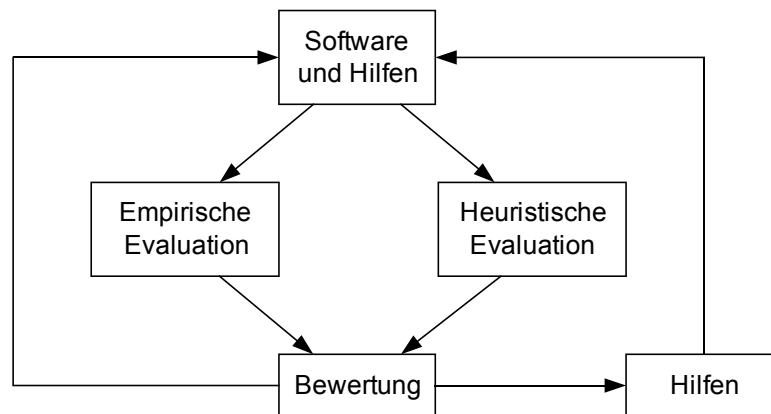 Software
und Hilfen
Empirische
Evaluation
Heuristische
Evaluation
Bewertung
Hilfen